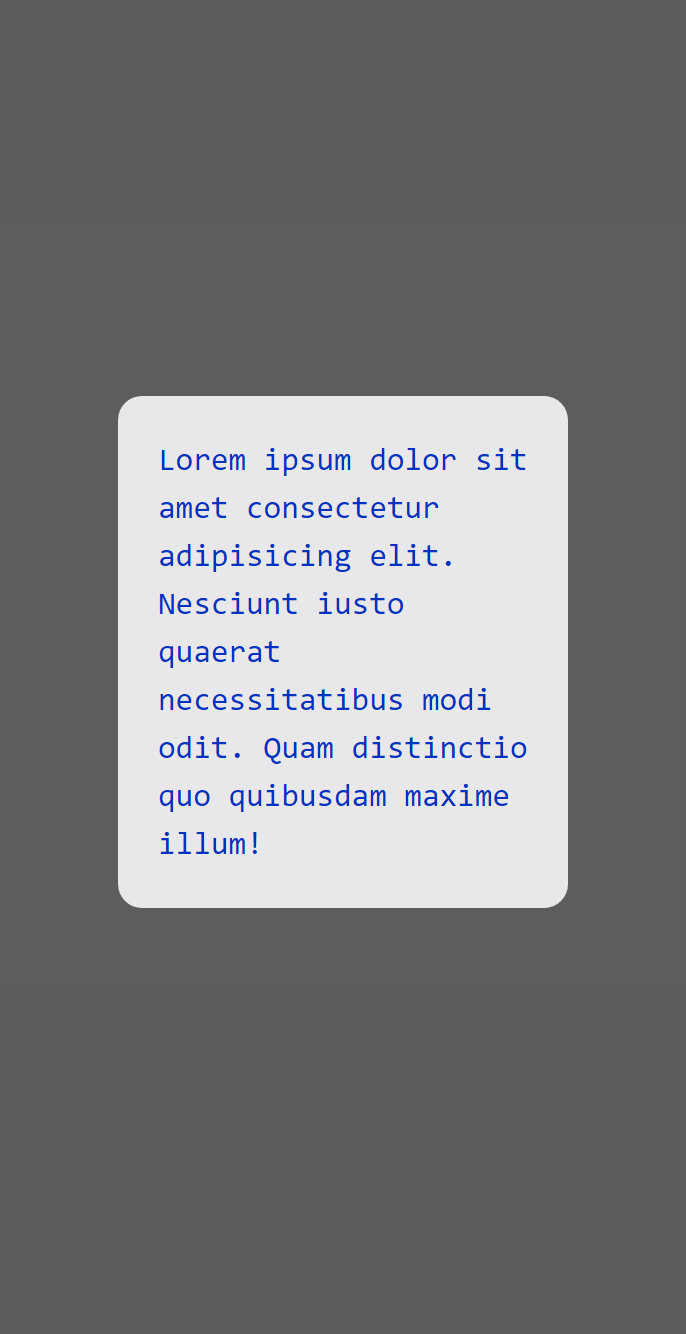 Lorem ipsum dolor sit
amet consectetur
adipisicing elit.
Nesciunt iusto
quaerat
necessitatibus modi
odit. Quam distinctio
quo quibusdam maxime
illum!